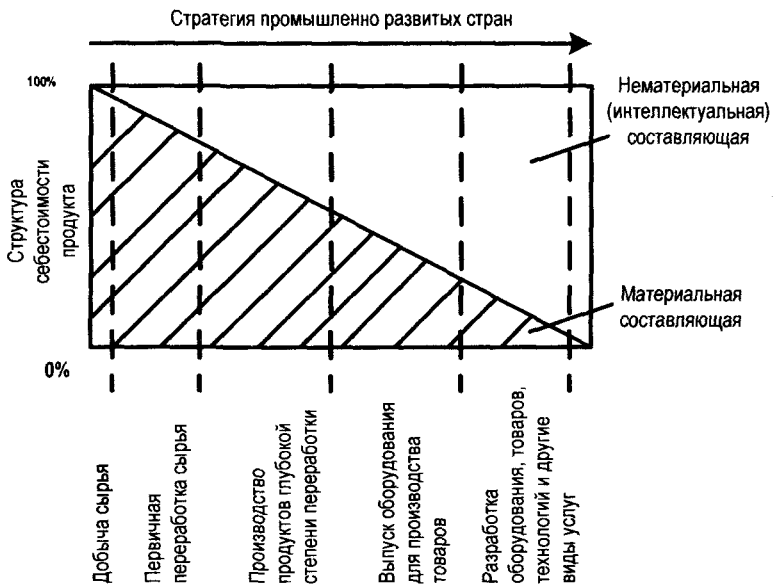 Стратегия промышленно развитых стран
100%
Структура
себестоимости
продукта
0%
Нематериальная
(интеллектуальная)
составляющая
Материальная
составляющая
Добыча сырья
Первичная
переработка сырья
Производство
продуктов глубокой
степени переработки
Выпуск оборудования
для производства
товаров
Разработка
оборудования, товаров,
технологий и другие
виды услуг